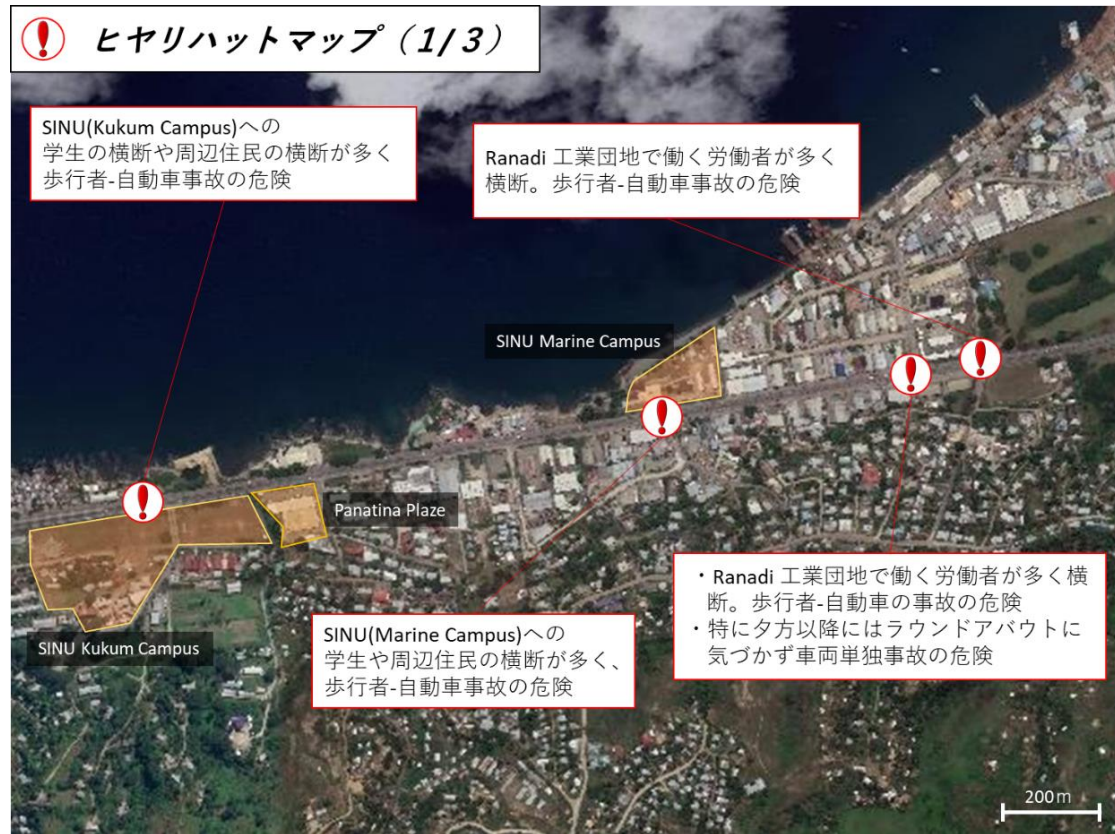 ヒヤリハットマップ（1/3）
SINU(Kukum Campus)への
学生の横断や周辺住民の横断が多く
歩行者-自動車事故の危険
Ranadi 工業団地で働く労働者が多く
横断。歩行者-自動車事故の危険
SINU Marine Campus
Panatina Plaze
SINU Kukum Campus
SINU(Marine Campus)への
学生や周辺住民の横断が多く、
歩行者-自動車事故の危険
・Ranadi 工業団地で働く労働者が多く横
断。歩行者-自動車の事故の危険
・特に夕方以降にはラウンドアバウトに
気づかず車両単独事故の危険
200m